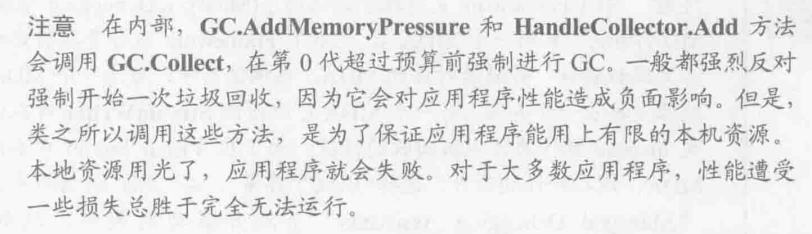 注意 在内部，GC.AddMemoryPressure 和 HandleCollector.Add 方法
会调用 GC.Collect，在第 0 代超过预算前强制进行 GC。一般都强烈反对
强制开始一次垃圾回收，因为它会对应用程序性能造成负面影响。但是，
类之所以调用这些方法，是为了保证应用程序能用上有限的本机资源。
本地资源用光了，应用程序就会失败。对于大多数应用程序，性能遭受
一些损失总胜于完全无法运行。